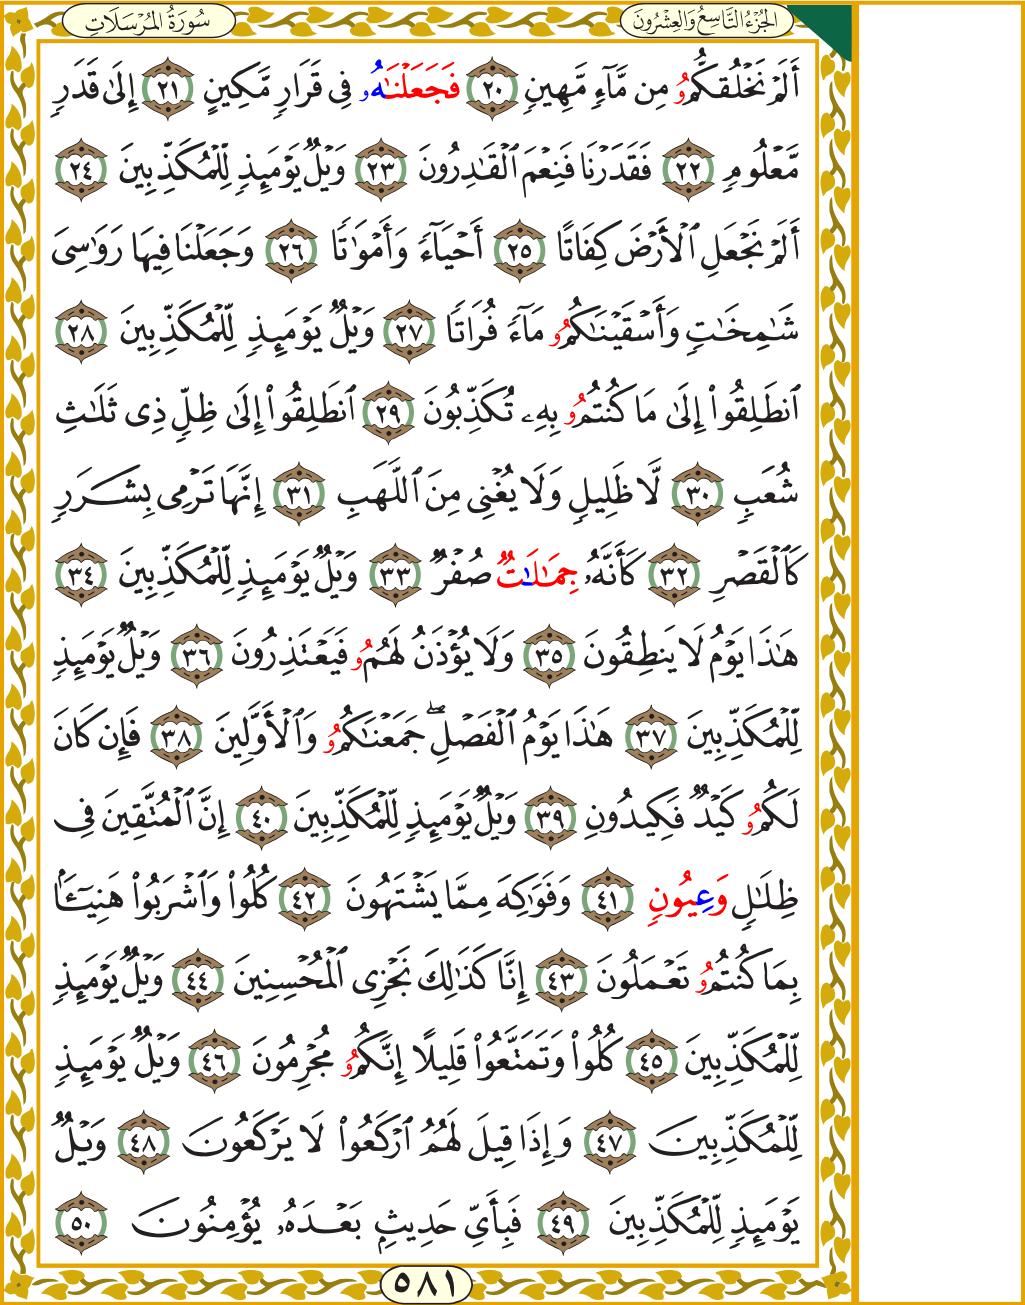 الجُزْءُ التَّاسِعُ وَالعِشْرُونَ
سُورَةُ المُرْسَلَاتِ
أَلَمْ نَخْلُقكُّمُۥ مِن مَّآءٍ مَّهِينٍ ٢٠ فَجَعَلْنَٰهُۥ فِى قَرَارٍ مَّكِينٍ ٢١ إِلَىٰ قَدَرٍ
مَّعْلُومٍ ٢٢ فَقَدَرْنَا فَنِعْمَ ٱلْقَٰدِرُونَ ٢٣ وَيْلٌ يَوْمَئِذٍ لِّلْمُكَذِّبِينَ ٢٤
أَلَمْ نَجْعَلِ ٱلْأَرْضَ كِفَاتًا ٢٥ أَحْيَآءً وَأَمْوَٰتًا ٢٦ وَجَعَلْنَا فِيهَا رَوَٰسِىَ
شَٰمِخَٰتٍ وَأَسْقَيْنَٰكُمُۥ مَآءً فُرَاتًا ٢٧ وَيْلٌ يَوْمَئِذٍ لِّلْمُكَذِّبِينَ ٢٨
ٱنطَلِقُوا۟ إِلَىٰ مَا كُنتُمُۥ بِهِۦ تُكَذِّبُونَ ٢٩ ٱنطَلِقُوا۟ إِلَىٰ ظِلٍّ ذِى ثَلَٰثِ
شُعَبٍ ٣٠ لَّا ظَلِيلٍ وَلَا يُغْنِى مِنَ ٱللَّهَبِ ٣١ إِنَّهَا تَرْمِى بِشَرَرٍ
كَٱلْقَصْرِ ٣٢ كَأَنَّهُۥ جِمَٰلَٰتٌ صُفْرٌ ٣٣ وَيْلٌ يَوْمَئِذٍ لِّلْمُكَذِّبِينَ ٣٤
هَٰذَا يَوْمُ لَا يَنطِقُونَ ٣٥ وَلَا يُؤْذَنُ لَهُمُۥ فَيَعْتَذِرُونَ ٣٦ وَيْلٌ يَوْمَئِذٍ
لِّلْمُكَذِّبِينَ ٣٧ هَٰذَا يَوْمُ ٱلْفَصْلِ ۖ جَمَعْنَٰكُمُۥ وَٱلْأَوَّلِينَ ٣٨ فَإِن كَانَ
لَكُمُۥ كَيْدٌ فَكِيدُونِ ٣٩ وَيْلٌ يَوْمَئِذٍ لِّلْمُكَذِّبِينَ ٤٠ إِنَّ ٱلْمُتَّقِينَ فِى
ظِلَٰلٍ وَعِيُونٍ ٤١ وَفَوَٰكِهَ مِمَّا يَشْتَهُونَ ٤٢ كُلُوا۟ وَٱشْرَبُوا۟ هَنِيٓـًٔا
بِمَا كُنتُمُۥ تَعْمَلُونَ ٤٣ إِنَّا كَذَٰلِكَ نَجْزِى ٱلْمُحْسِنِينَ ٤٤ وَيْلٌ يَوْمَئِذٍ
لِّلْمُكَذِّبِينَ ٤٥ كُلُوا۟ وَتَمَتَّعُوا۟ قَلِيلًا إِنَّكُمُۥ مُّجْرِمُونَ ٤٦ وَيْلٌ يَوْمَئِذٍ
لِّلْمُكَذِّبِينَ ٤٧ وَإِذَا قِيلَ لَهُمُ ٱرْكَعُوا۟ لَا يَرْكَعُونَ ٤٨ وَيْلٌ
يَوْمَئِذٍ لِّلْمُكَذِّبِينَ ٤٩ فَبِأَىِّ حَدِيثٍۭ بَعْدَهُۥ يُؤْمِنُونَ ٥٠
٥٨١